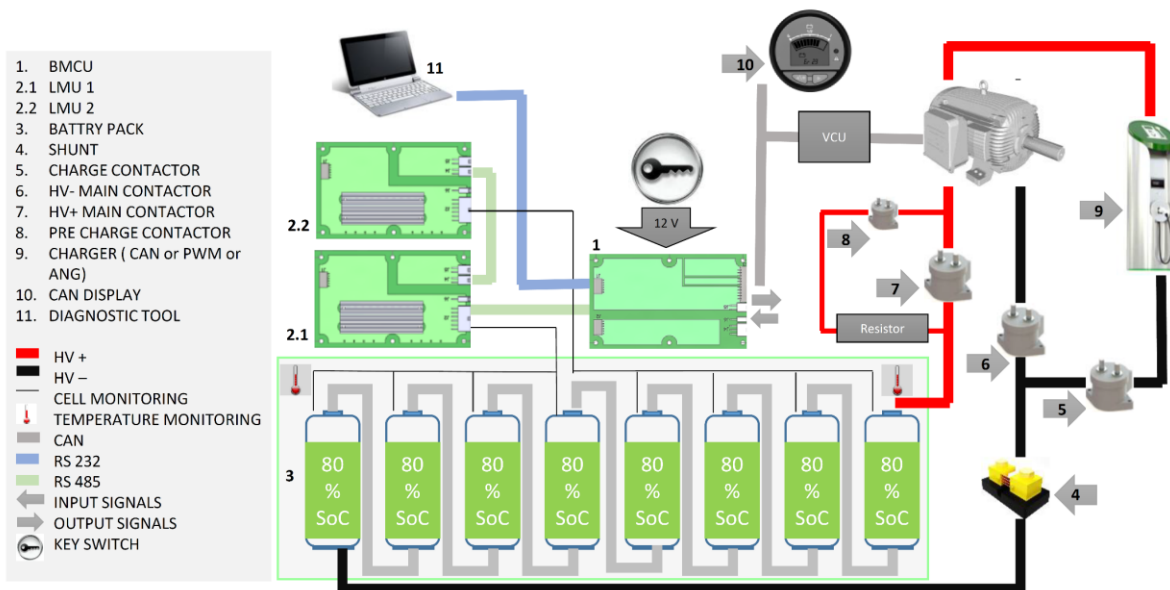 1. BMCU
2.1 LMU 1
2.2 LMU 2
3. BATTRY PACK
4. SHUNT
5. CHARGE CONTACTOR
6. HV- MAIN CONTACTOR
7. HV+ MAIN CONTACTOR
8. PRE CHARGE CONTACTOR
9. CHARGER ( CAN or PWM or
ANG)
10. CAN DISPLAY
11. DIAGNOSTIC TOOL
HV +
HV –
CELL MONITORING
TEMPERATURE MONITORING
CAN
RS 232
RS 485
INPUT SIGNALS
OUTPUT SIGNALS
KEY SWITCH
11
10
VCU
12 V
2.2
1
2.1
8
7
Resistor
9
6
5
4
3
80
%
SoC
80
%
SoC
80
%
SoC
80
%
SoC
80
%
SoC
80
%
SoC
80
%
SoC
80
%
SoC